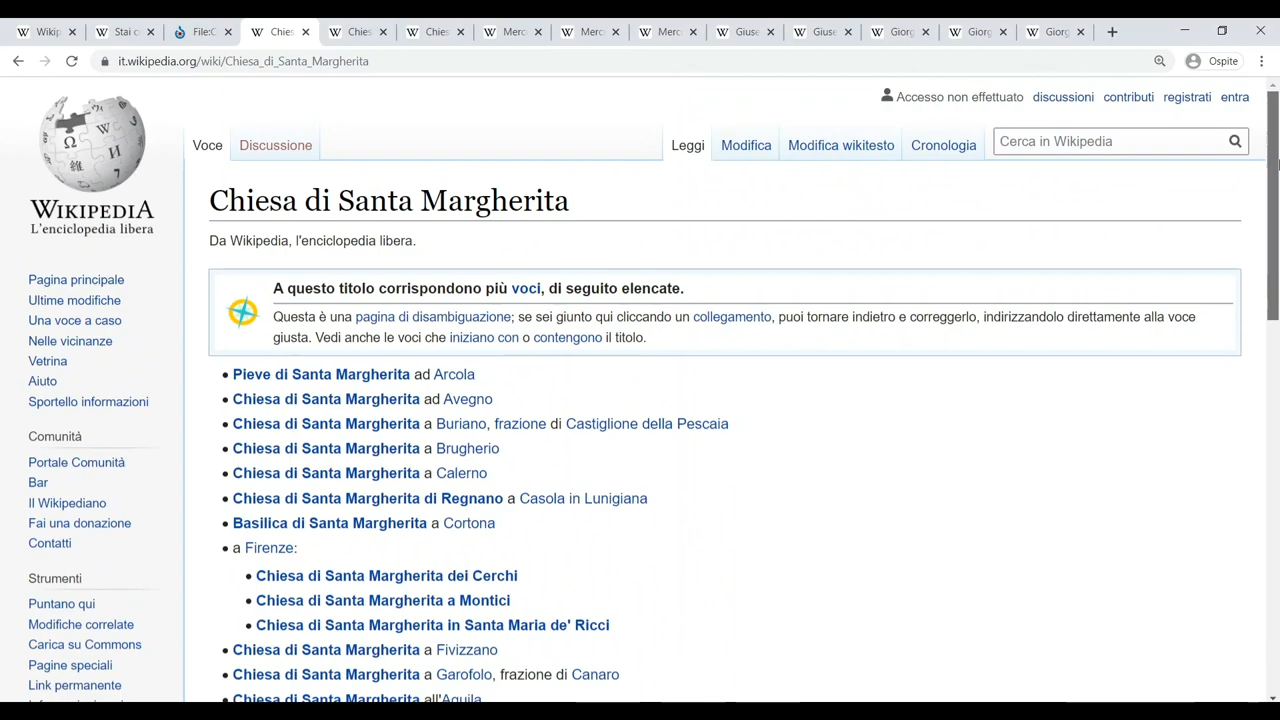 Wikip
Stai c
File:C
Chies
Chies
Chies
Merc
Merc
Merc
Giuse
Giuse
Giorg
Giorg
Giorg
it.wikipedia.org/wiki/Chiesa_di_Santa_Margherita
Ospite
Accesso non effettuato discussioni contributi registrati entra
Voce Discussione Leggi Modifica Modifica wikitesto Cronologia Cerca in Wikipedia
WIKIPEDIA
L'enciclopedia libera
Pagina principale
Ultime modifiche
Una voce a caso
Nelle vicinanze
Vetrina
Aiuto
Sportello informazioni
Comunità
Portale Comunità
Bar
Il Wikipediano
Fai una donazione
Contatti
Strumenti
Puntano qui
Modifiche correlate
Carica su Commons
Pagine speciali
Link permanente
Chiesa di Santa Margherita
Da Wikipedia, l'enciclopedia libera.
A questo titolo corrispondono più voci, di seguito elencate.
Questa è una pagina di disambiguazione; se sei giunto qui cliccando un collegamento, puoi tornare indietro e correggerlo, indirizzandolo direttamente alla voce
giusta. Vedi anche le voci che iniziano con o contengono il titolo.
• Pieve di Santa Margherita ad Arcola
• Chiesa di Santa Margherita ad Avegno
• Chiesa di Santa Margherita a Buriano, frazione di Castiglione della Pescaia
• Chiesa di Santa Margherita a Brugherio
• Chiesa di Santa Margherita a Calerno
• Chiesa di Santa Margherita di Regnano a Casola in Lunigiana
• Basilica di Santa Margherita a Cortona
• a Firenze:
• Chiesa di Santa Margherita dei Cerchi
• Chiesa di Santa Margherita a Montici
• Chiesa di Santa Margherita in Santa Maria de' Ricci
• Chiesa di Santa Margherita a Fivizzano
• Chiesa di Santa Margherita a Garofolo, frazione di Canaro
• Chiesa di Santa Margherita all'Aquila